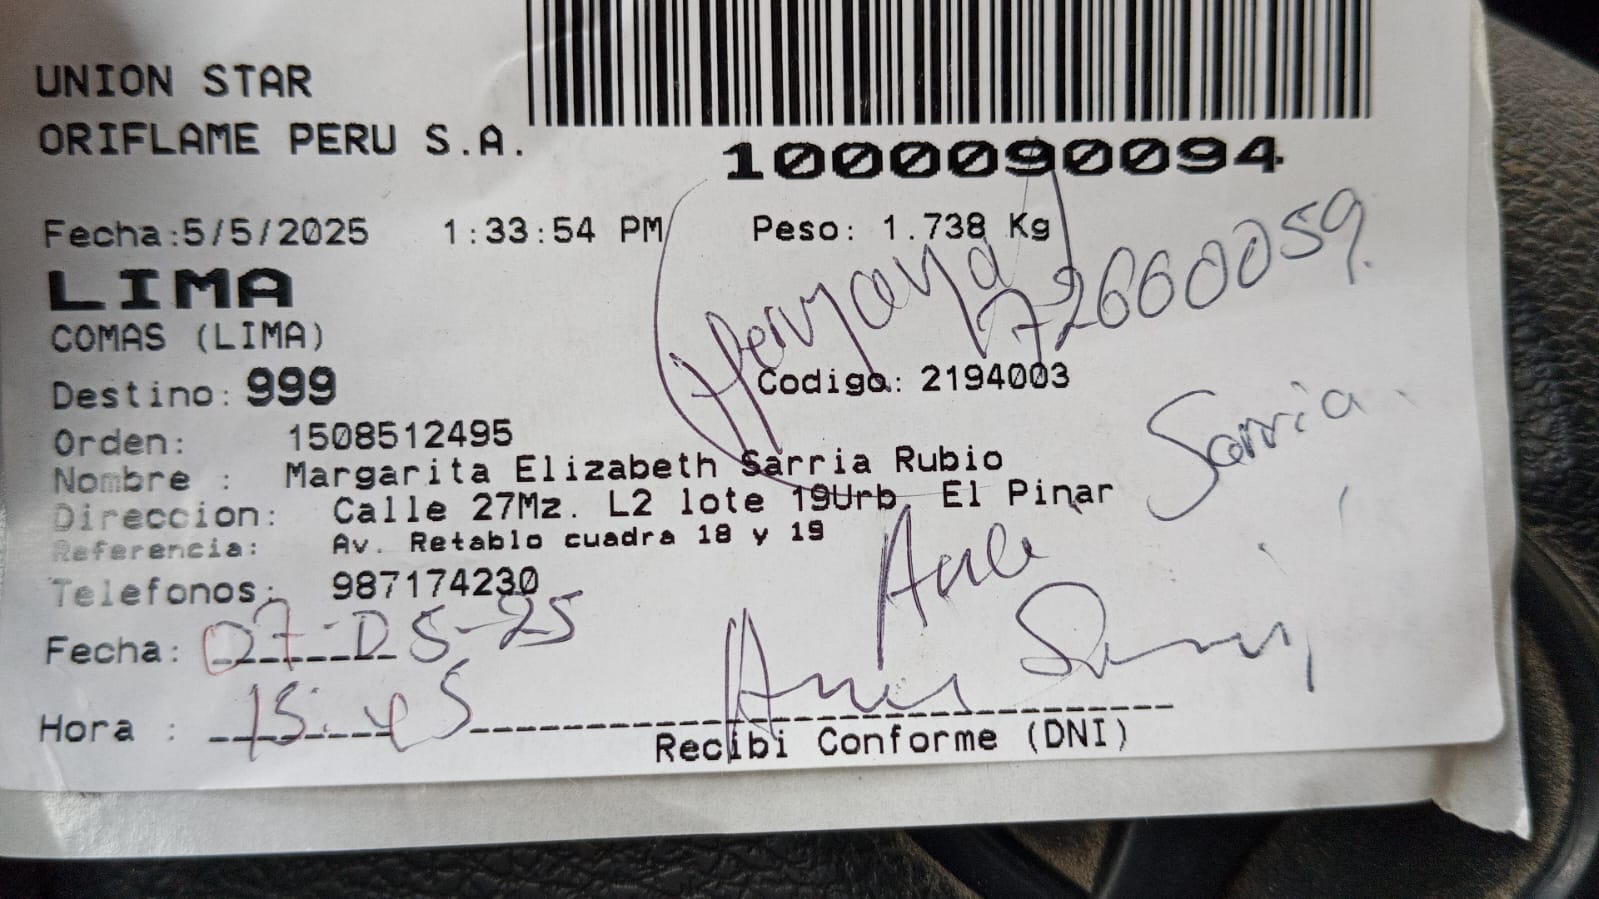 UNION STAR
ORIFLAME PERU S.A.
1000090094
Fecha:5/5/2025 1:33:54 PM Peso: 1.738 Kg
LIMA
COMAS (LIMA)
72660059
Destino: 999 Codigo: 2194003
Orden: 1508512495
Nombre : Margarita Elizabeth Sarria Rubio
Sarria
Direccion: Calle 27Mz. L2 lote 19Urb. El Pinar
Referencia: Av. Retablo cuadra 18 y 19
Telefonos: 987174230
Fecha: 07-05-25
Hora : 15:45
Recibi Conforme (DNI)